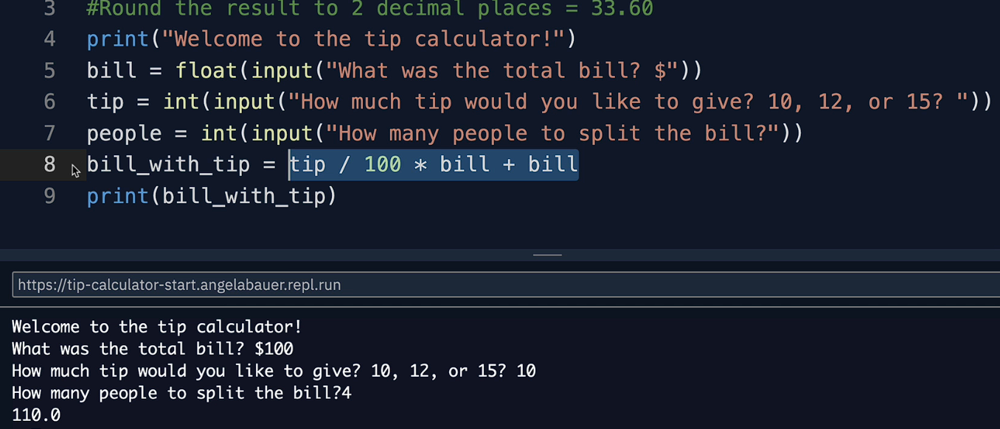 3 #Round the result to 2 decimal places = 33.60
4 print("Welcome to the tip calculator!")
5 bill = float(input("What was the total bill? $"))
6 tip = int(input("How much tip would you like to give? 10, 12, or 15? "))
7 people = int(input("How many people to split the bill?"))
8 bill_with_tip = tip / 100 * bill + bill
9 print(bill_with_tip)
https://tip-calculator-start.angelabauer.repl.run
Welcome to the tip calculator!
What was the total bill? $100
How much tip would you like to give? 10, 12, or 15? 10
How many people to split the bill?4
110.0